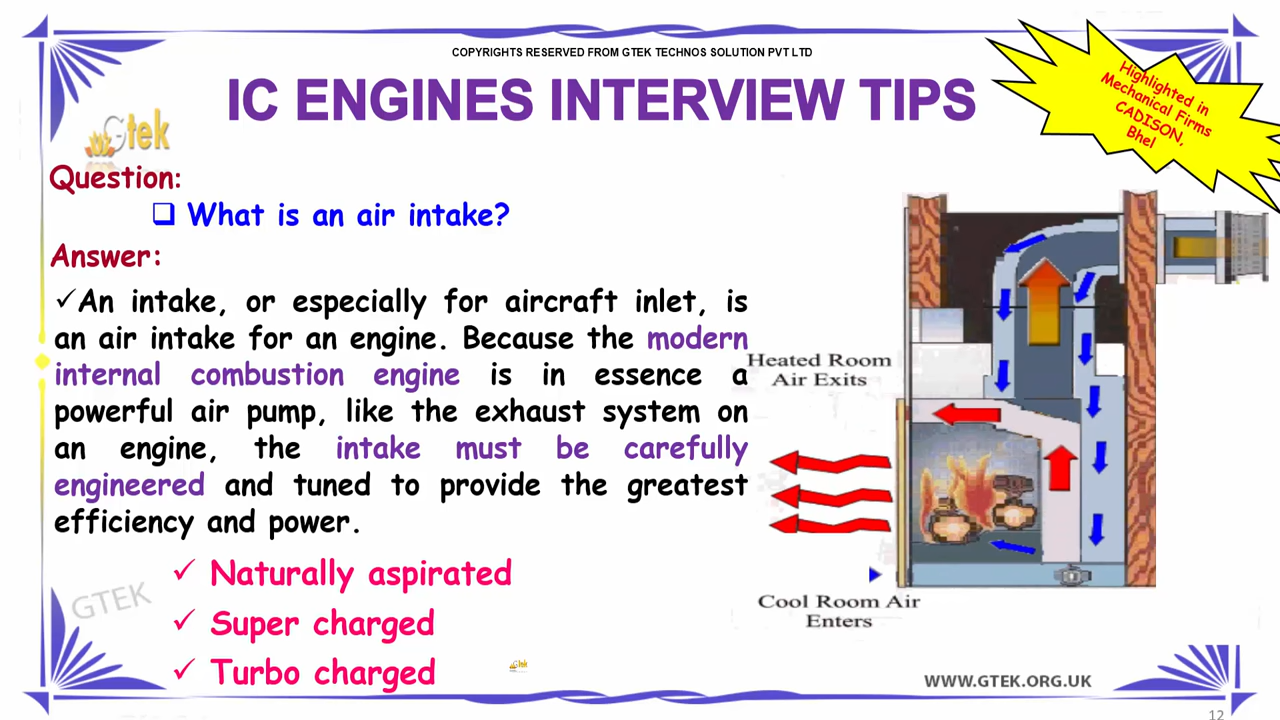 COPYRIGHTS RESERVED FROM GTEK TECHNOS SOLUTION PVT LTD
IC ENGINES INTERVIEW TIPS
Highlighted in
Mechanical Firms
CADISON,
Bhel
Gtek
Question:
What is an air intake?
Answer:
An intake, or especially for aircraft inlet, is
an air intake for an engine. Because the modern
internal combustion engine is in essence a
powerful air pump, like the exhaust system on
an engine, the intake must be carefully
engineered and tuned to provide the greatest
efficiency and power.
Heated Room
Air Exits
Naturally aspirated
Super charged
Turbo charged
GTEK
Cool Room Air
Enters
Gtek
WWW.GTEK.ORG.UK
12